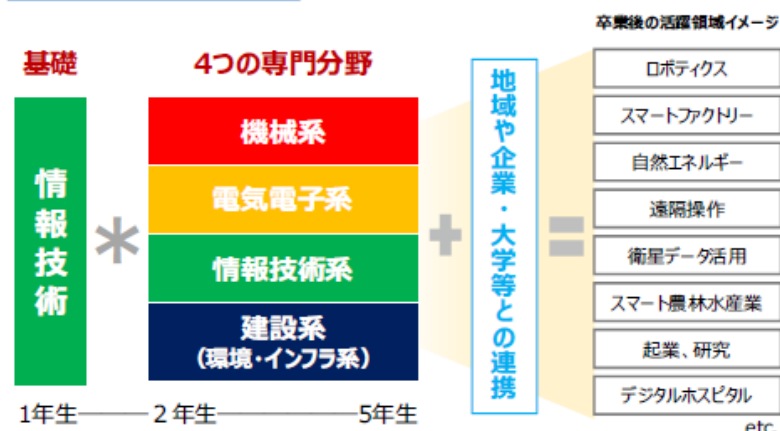 卒業後の活躍領域イメージ
基礎
4つの専門分野
情報技術
*
機械系
電気電子系
情報技術系
建設系
(環境・インフラ系)
+
地域や企業・大学等との連携
=
ロボティクス
スマートファクトリー
自然エネルギー
遠隔操作
衛星データ活用
スマート農林水産業
起業、研究
デジタルホスピタル
etc
1年生 2年生 5年生